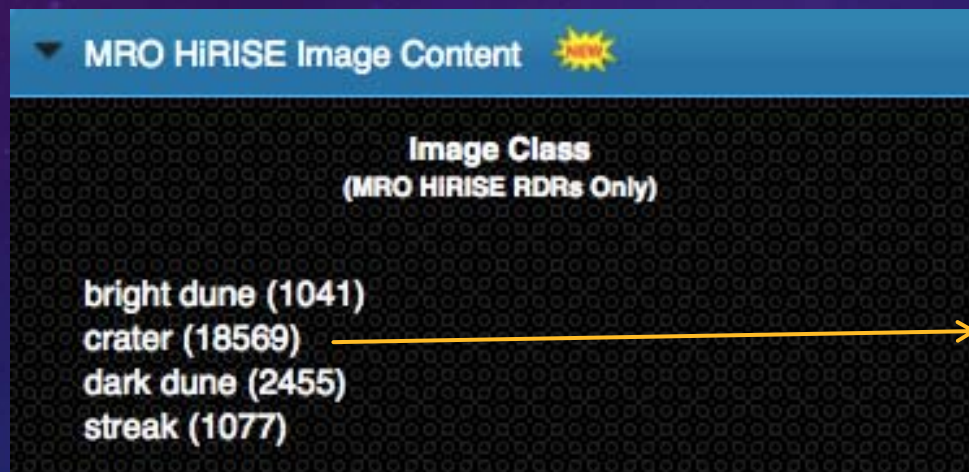 MRO HiRISE Image Content NEW
Image Class
(MRO HiRISE RDRs Only)
bright dune (1041)
crater (18569)
dark dune (2455)
streak (1077)